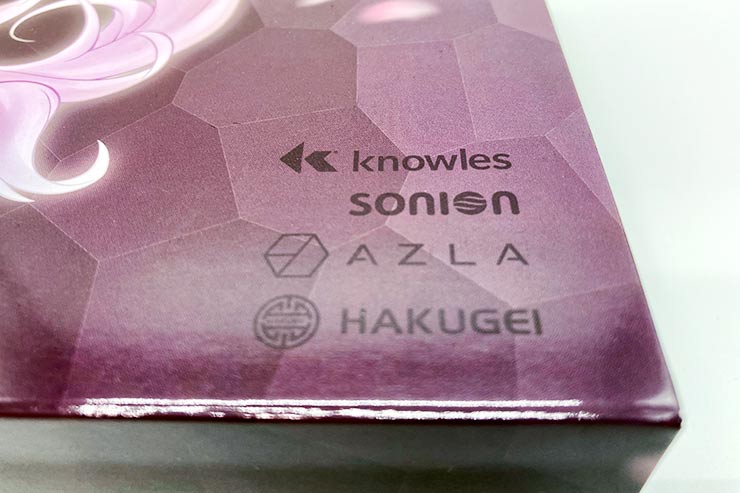 knowles
sonion
AZLA
HAKUGEI